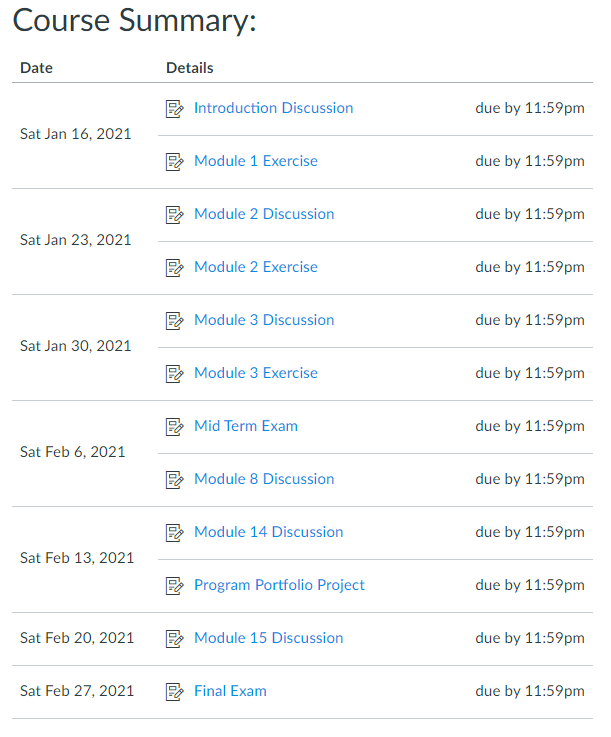 Course Summary:
Date Details
Sat Jan 16, 2021
Introduction Discussion due by 11:59pm
Module 1 Exercise due by 11:59pm
Sat Jan 23, 2021
Module 2 Discussion due by 11:59pm
Module 2 Exercise due by 11:59pm
Sat Jan 30, 2021
Module 3 Discussion due by 11:59pm
Module 3 Exercise due by 11:59pm
Sat Feb 6, 2021
Mid Term Exam due by 11:59pm
Module 8 Discussion due by 11:59pm
Sat Feb 13, 2021
Module 14 Discussion due by 11:59pm
Program Portfolio Project due by 11:59pm
Sat Feb 20, 2021 Module 15 Discussion due by 11:59pm
Sat Feb 27, 2021 Final Exam due by 11:59pm